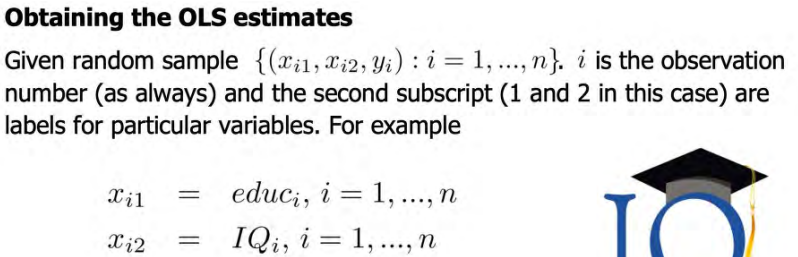 Obtaining the OLS estimates
Given random sample {(x_{i1}, x_{i2}, y_i) : i = 1, ..., n}. i is the observation
number (as always) and the second subscript (1 and 2 in this case) are
labels for particular variables. For example
x_{i1} = educ_i, i = 1, ..., n
x_{i2} = IQ_i, i = 1, ..., n
IQ